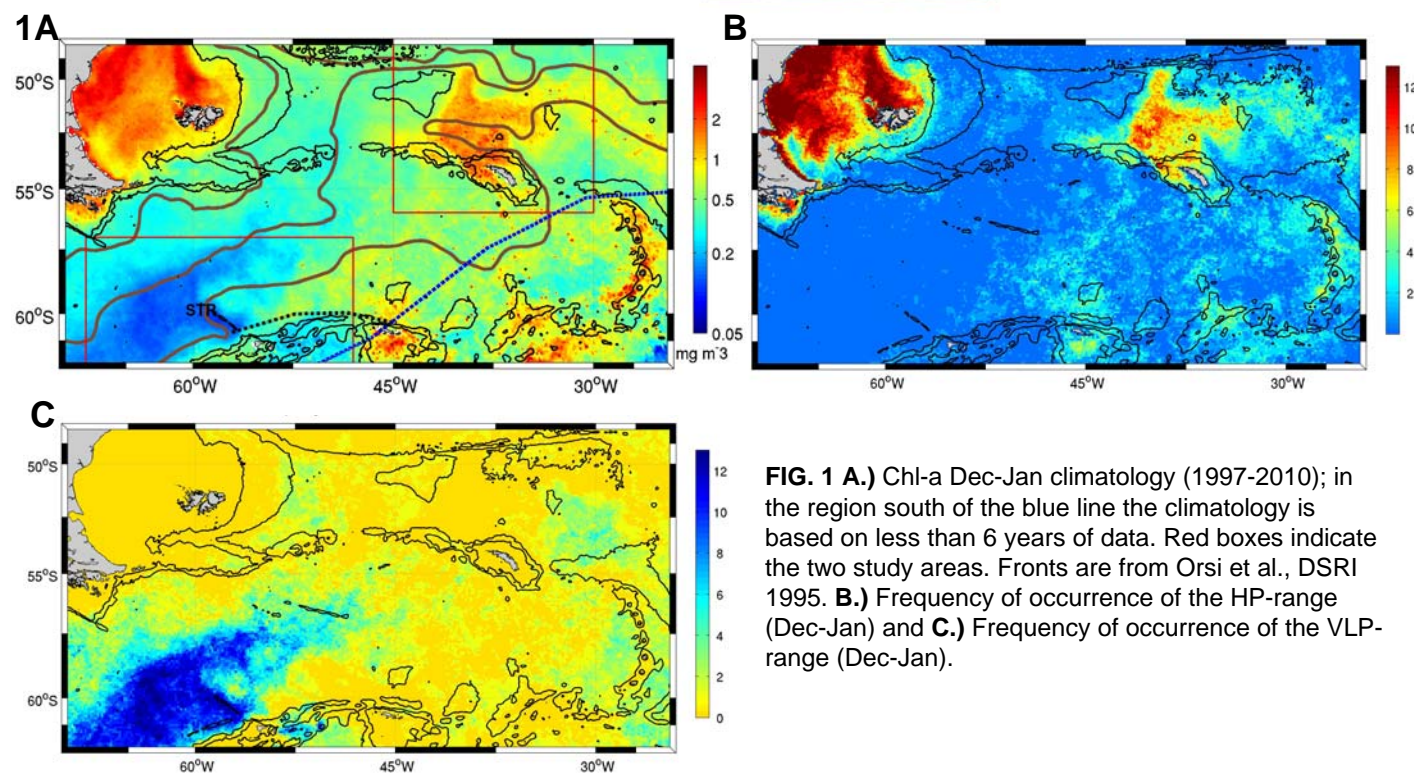 1A
50°S
55°S
60°S
60°W
45°W
30°W
STR
2
1
0.5
0.2
0.05
mg m-3
B
60°W
45°W
30°W
12
10
8
6
4
2
C
50°S
55°S
60°S
60°W
45°W
30°W
12
10
8
6
4
2
0
FIG. 1 A.) Chl-a Dec-Jan climatology (1997-2010); in
the region south of the blue line the climatology is
based on less than 6 years of data. Red boxes indicate
the two study areas. Fronts are from Orsi et al., DSRI
1995. B.) Frequency of occurrence of the HP-range
(Dec-Jan) and C.) Frequency of occurrence of the VLP-
range (Dec-Jan).